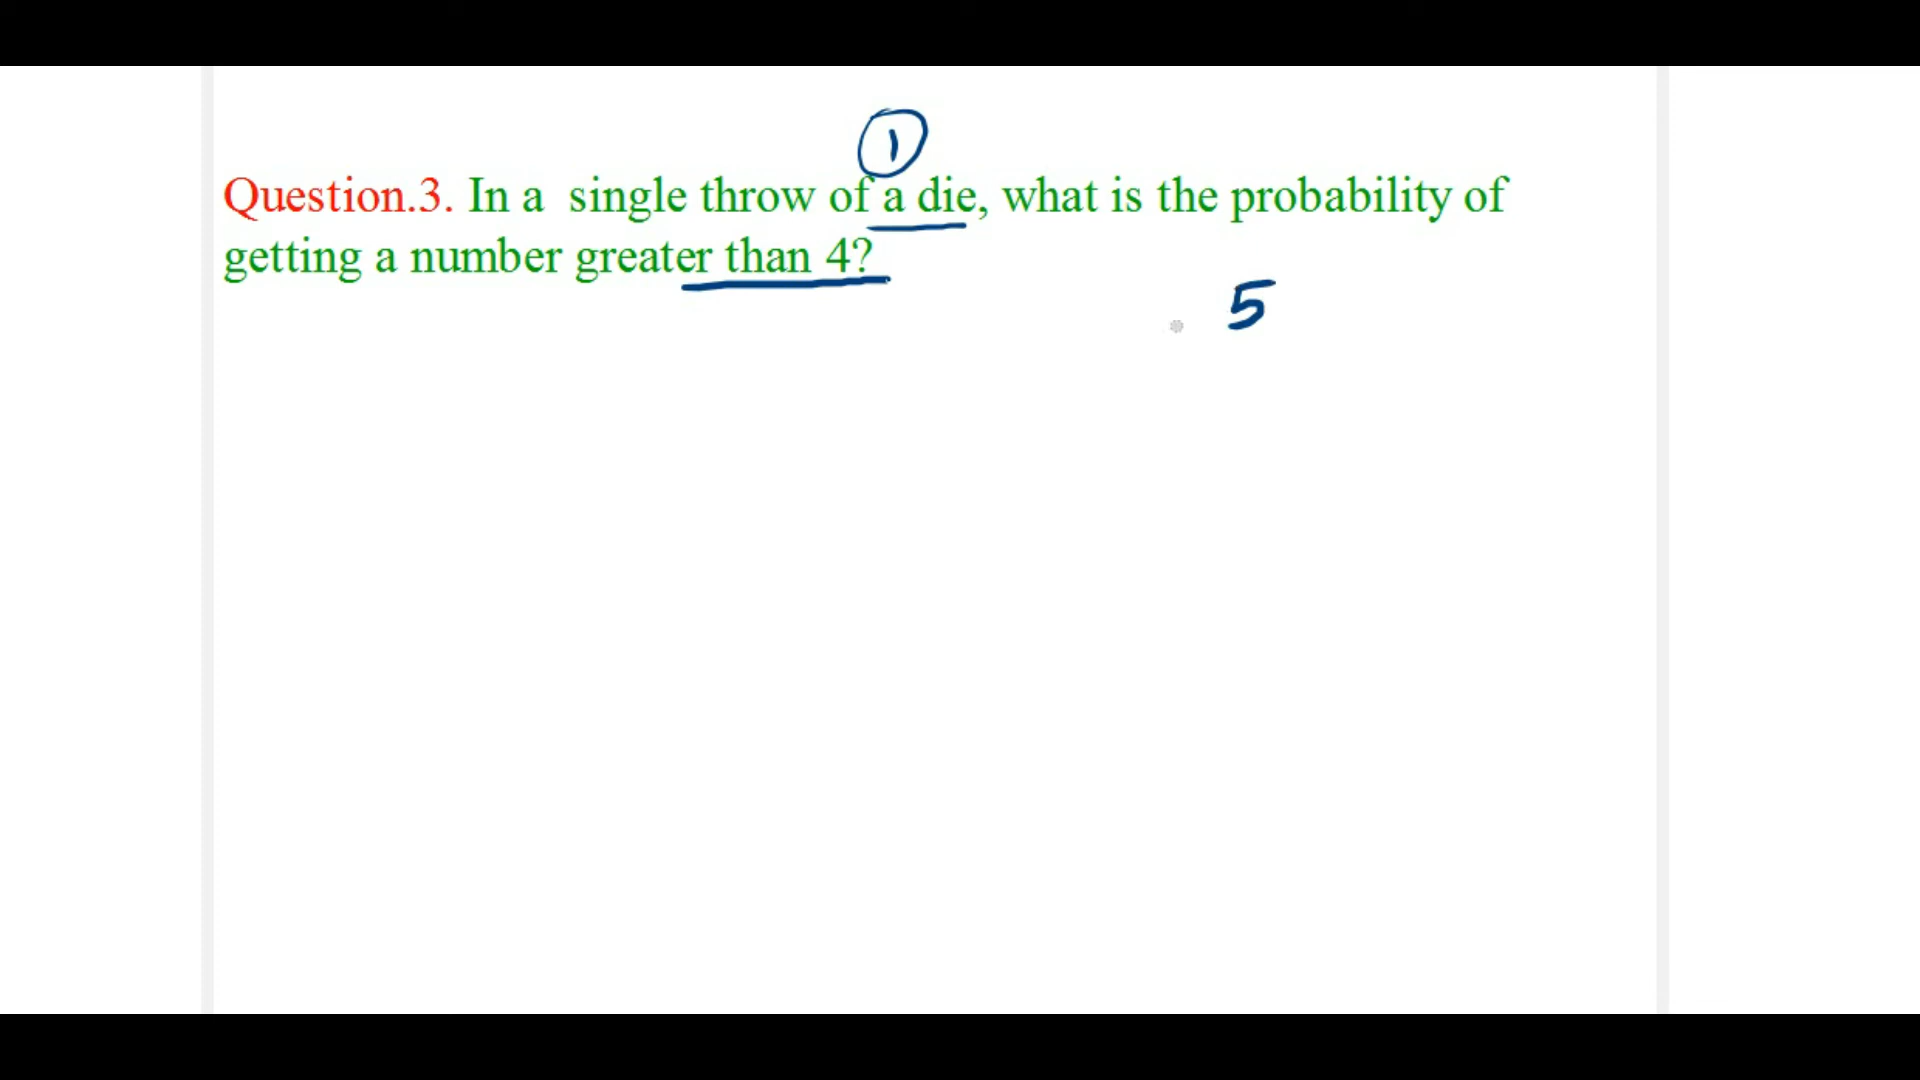 1
Question.3. In a single throw of a die, what is the probability of
getting a number greater than 4?
5